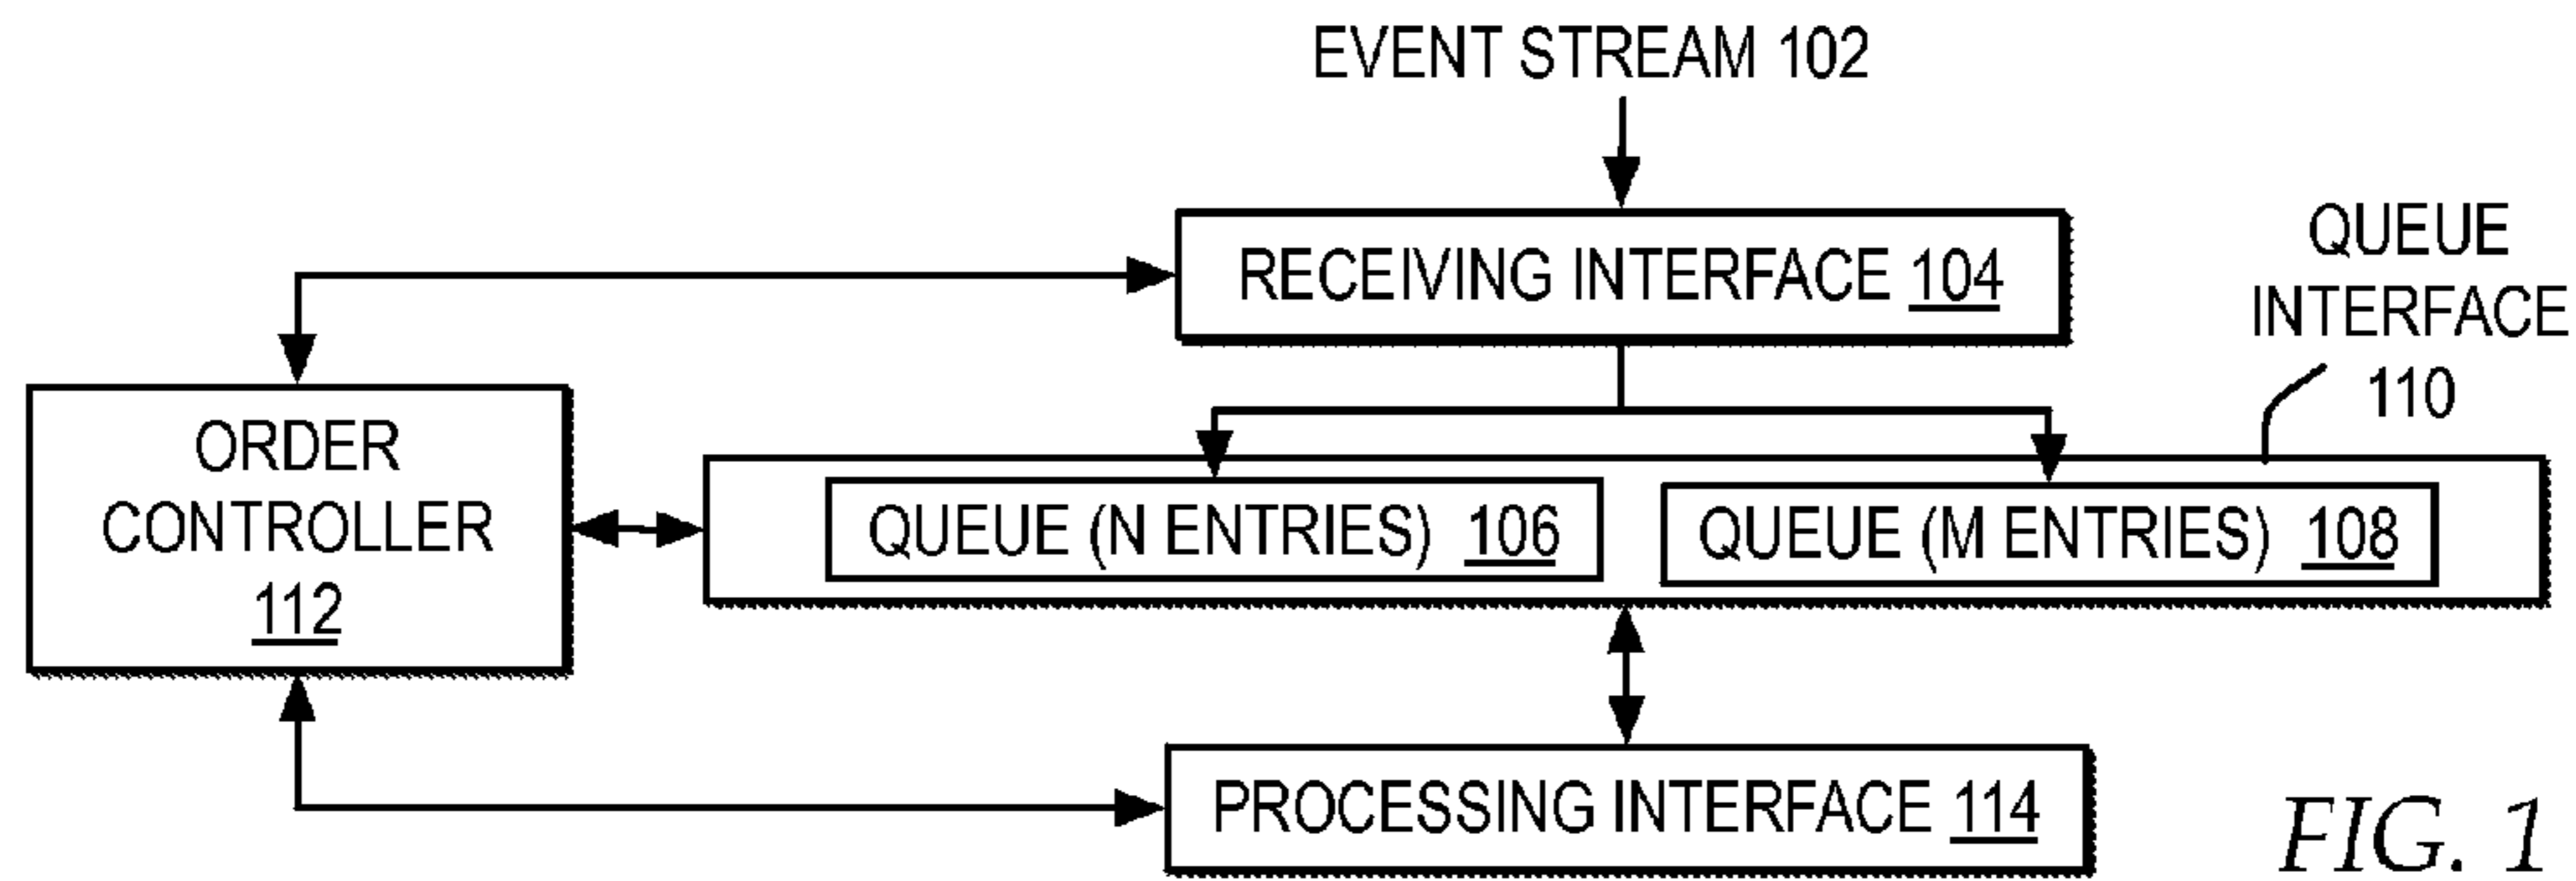 EVENT STREAM 102
RECEIVING INTERFACE 104
QUEUE
INTERFACE
110
ORDER
CONTROLLER
112
QUEUE (N ENTRIES) 106
QUEUE (M ENTRIES) 108
PROCESSING INTERFACE 114
FIG. 1